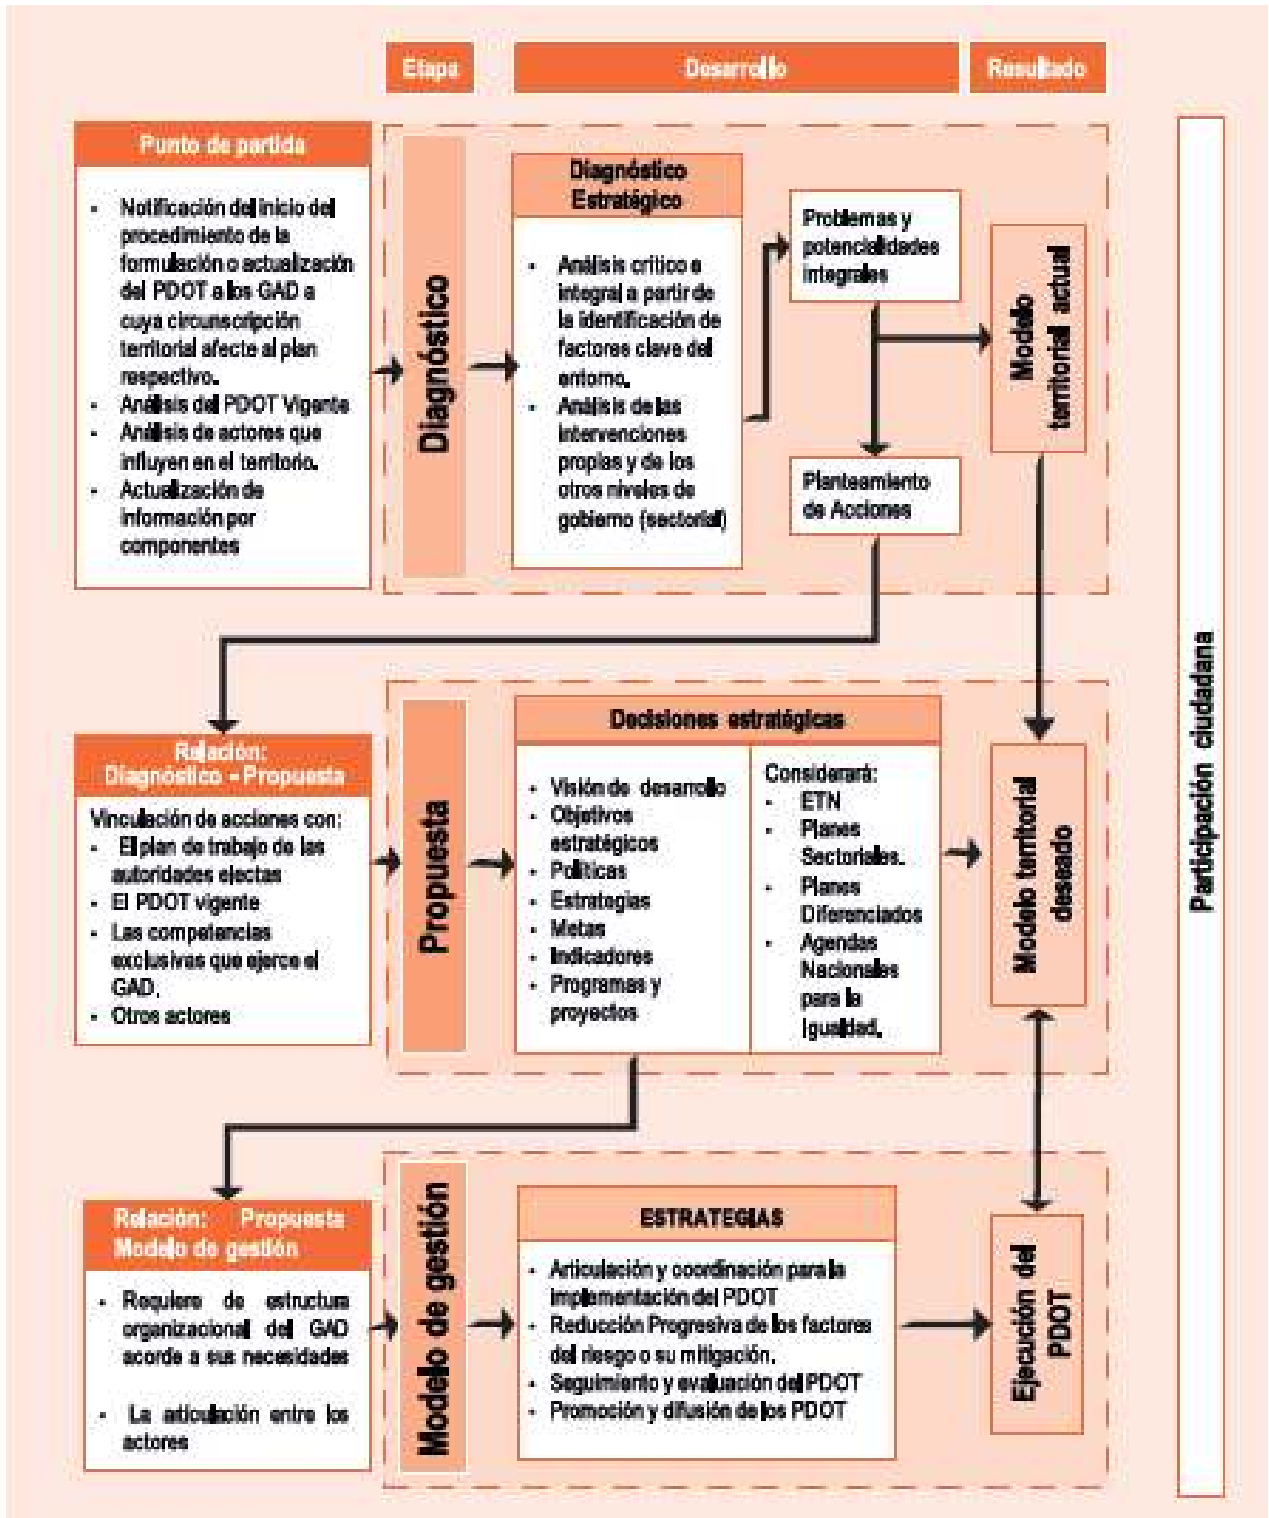 Etapa
Desarrollo
Resultado
Punto de partida
- Notificación del inicio del
procedimiento de la
formulación o actualización
del PDOT a los GAD a
cuya circunscripción
territorial afecte al plan
respectivo.
- Análisis del PDOT Vigente
- Análisis de actores que
influyen en el territorio.
- Actualización de
información por
componentes
Diagnóstico
Diagnóstico
Estratégico
- Análisis crítico e
integral a partir de
la identificación de
factores clave del
entorno.
- Análisis de las
intervenciones
propias y de los
otros niveles de
gobierno (sectorial)
Problemas y
potencialidades
integrales
Planteamiento
de Acciones
Modelo
territorial actual
Relación:
Diagnóstico – Propuesta
Vinculación de acciones con:
- El plan de trabajo de las
autoridades electas
- El PDOT vigente
- Las competencias
exclusivas que ejerce el
GAD.
- Otros actores
Propuesta
Decisiones estratégicas
- Visión de desarrollo
- Objetivos
estratégicos
- Políticas
- Estrategias
- Metas
- Indicadores
- Programas y
proyectos
Considerará:
- ETN
- Planes
Sectoriales.
- Planes
Diferenciados
- Agendas
Nacionales
para la
Igualdad.
Modelo territorial
deseado
Relación: Propuesta
Modelo de gestión
- Requiere de estructura
organizacional del GAD
acorde a sus necesidades
- La articulación entre los
actores
Modelo de gestión
ESTRATEGIAS
- Articulación y coordinación para la
implementación del PDOT
- Reducción Progresiva de los factores
del riesgo o su mitigación.
- Seguimiento y evaluación del PDOT
- Promoción y difusión de los PDOT
Ejecución del
PDOT
Participación ciudadana